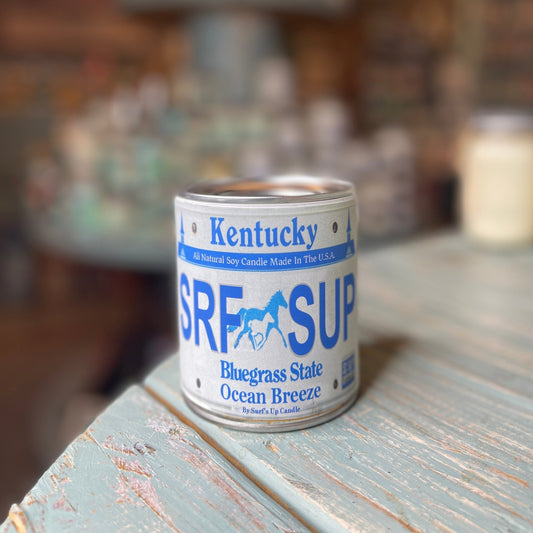 Kentucky
All Natural Soy Candle Made In The U.S.A.
SRF SUP
Bluegrass State
Ocean Breeze
By Surf's Up Candle